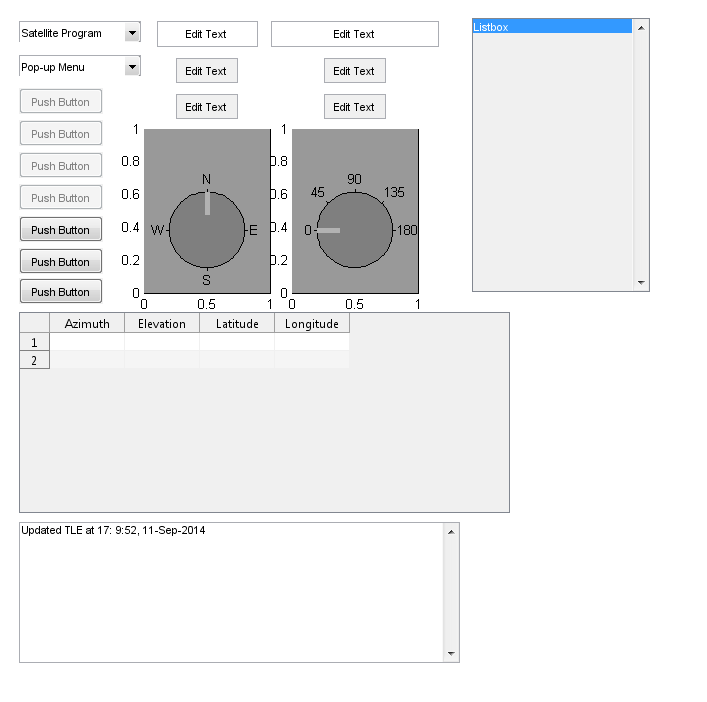 Satellite Program
Edit Text
Edit Text
Listbox
Pop-up Menu
Edit Text
Edit Text
Push Button
Edit Text
Edit Text
Push Button
Push Button
Push Button
Push Button
Push Button
Push Button
1
0.8
0.6
0.4
0.2
0
0
0.5
1
N
W
E
S
1
0.8
0.6
0.4
0.2
0
0
0.5
1
90
45
135
0
180
Azimuth Elevation Latitude Longitude
1
2
Updated TLE at 17: 9:52, 11-Sep-2014